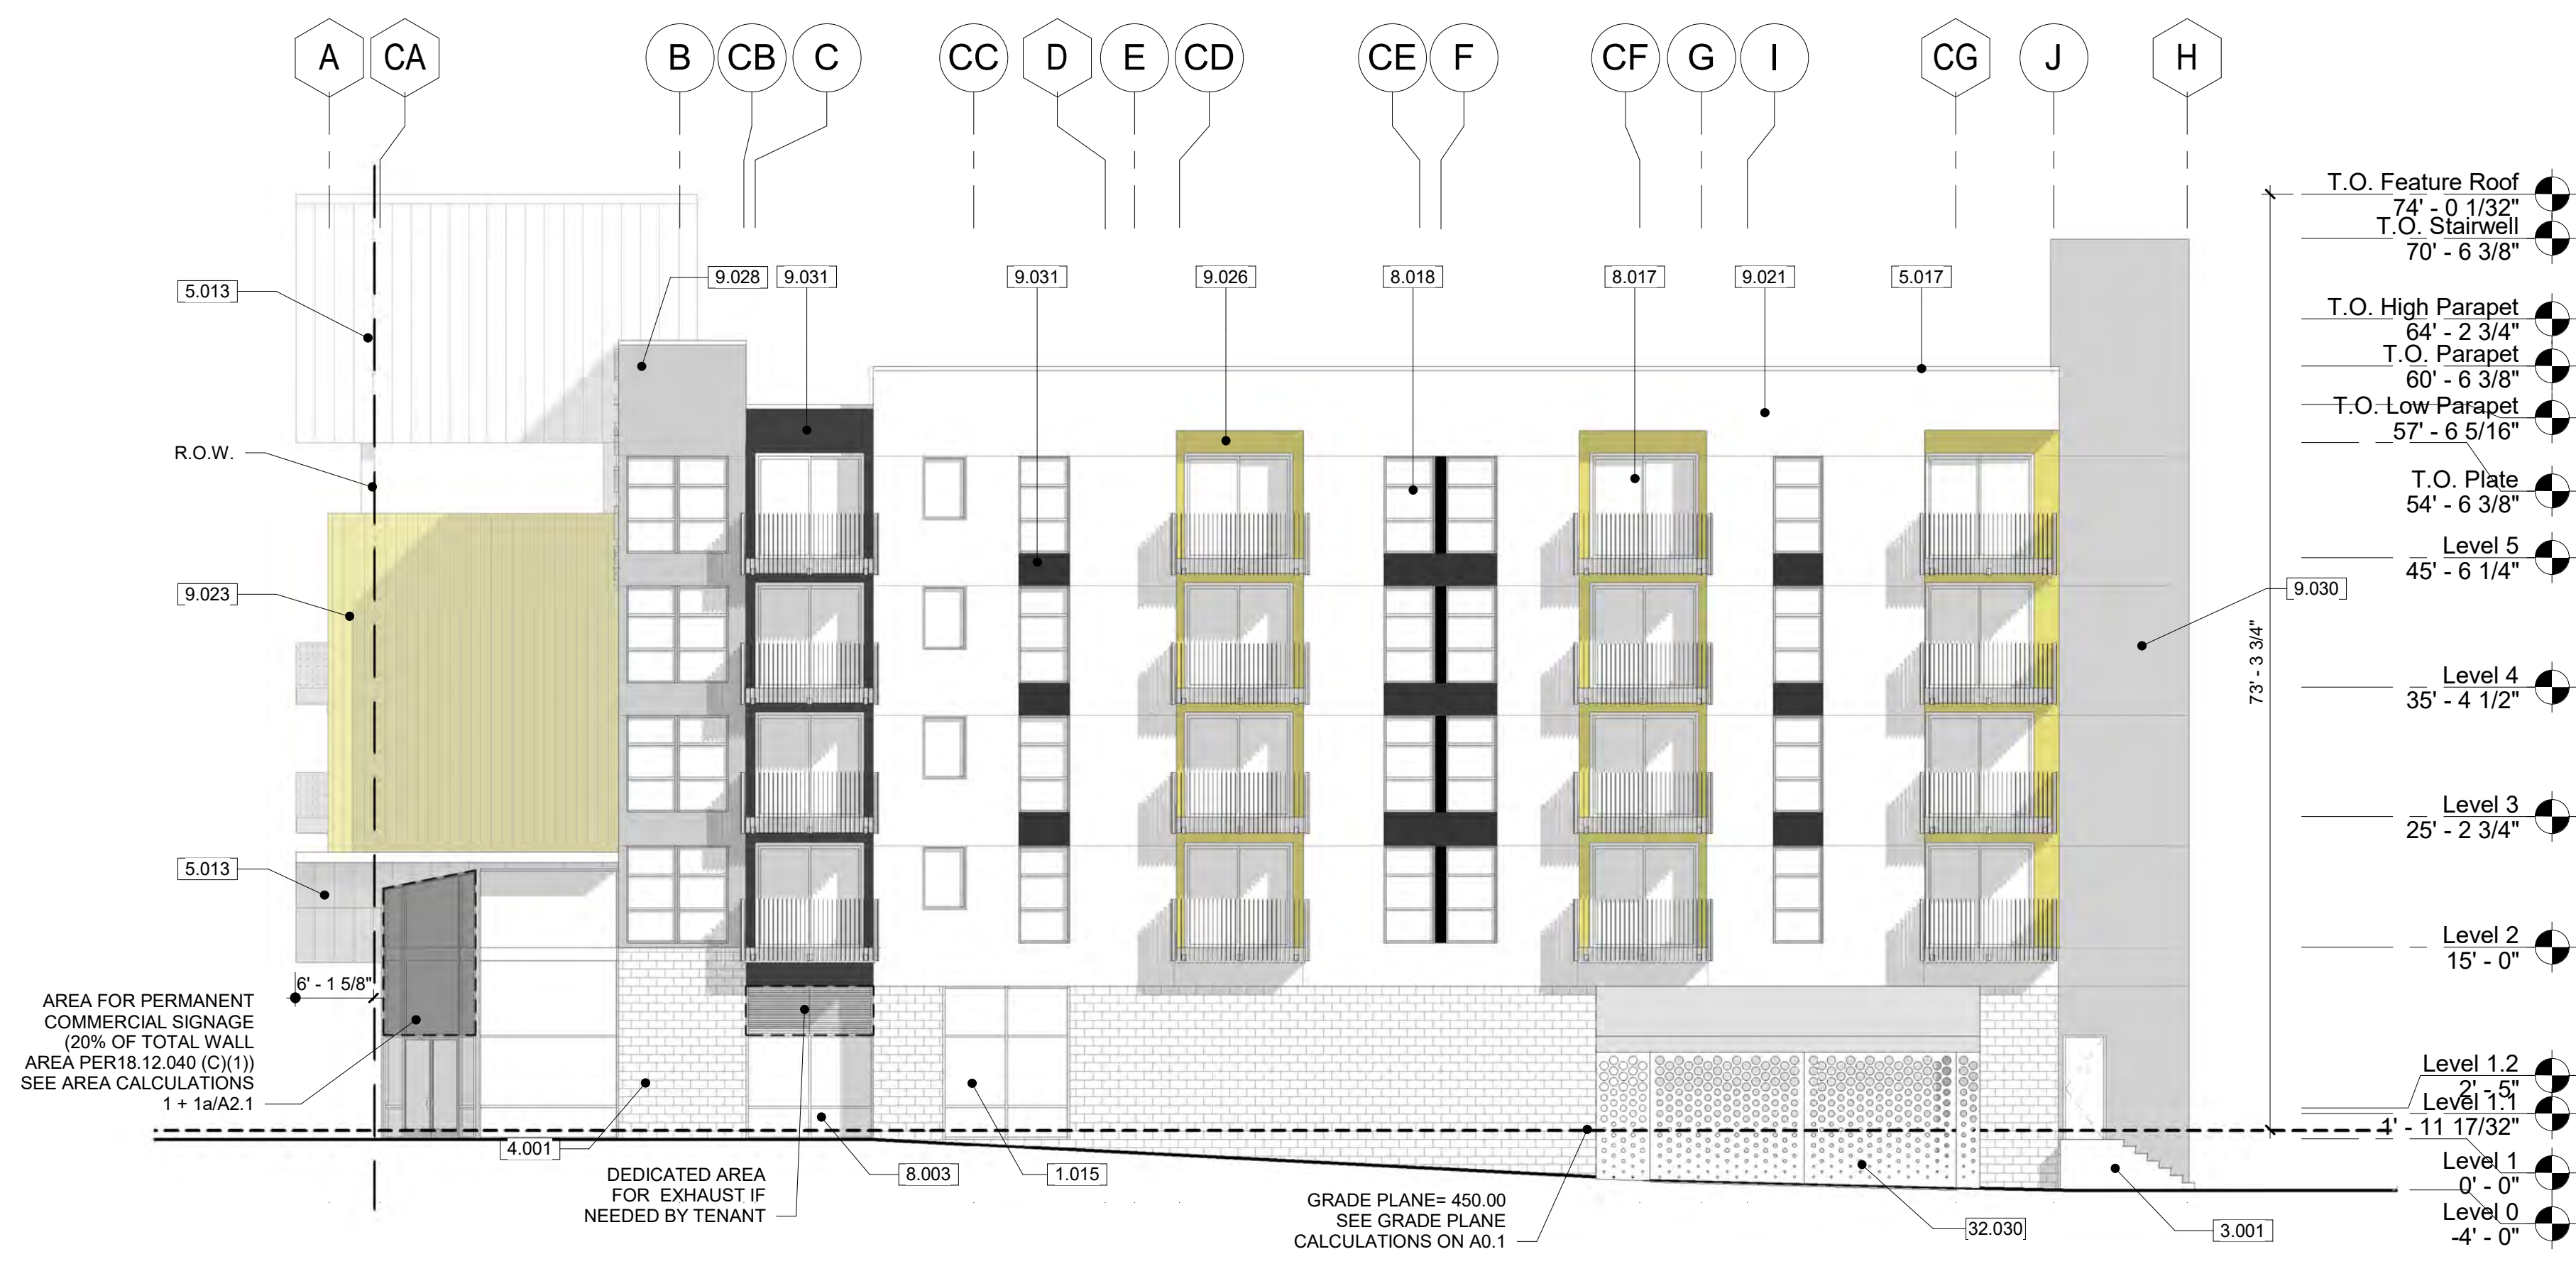 A
CA
B
CB
C
CC
D
E
CD
CE
F
CF
G
I
CG
J
H
T.O. Feature Roof
74' - 0 1/32"
T.O. Stairwell
70' - 6 3/8"
T.O. High Parapet
64' - 2 3/4"
T.O. Parapet
60' - 6 3/8"
T.O. Low Parapet
57' - 6 5/16"
T.O. Plate
54' - 6 3/8"
Level 5
45' - 6 1/4"
Level 4
35' - 4 1/2"
Level 3
25' - 2 3/4"
Level 2
15' - 0"
Level 1.2
2' - 5"
Level 1.1
1' - 11 17/32"
Level 1
0' - 0"
Level 0
-4' - 0"
5.013
9.028
9.031
9.031
9.026
8.018
8.017
9.021
5.017
R.O.W.
9.023
9.030
73' - 3 3/4"
5.013
6' - 1 5/8"
AREA FOR PERMANENT
COMMERCIAL SIGNAGE
(20% OF TOTAL WALL
AREA PER18.12.040 (C)(1))
SEE AREA CALCULATIONS
1 + 1a/A2.1
4.001
DEDICATED AREA
FOR EXHAUST IF
NEEDED BY TENANT
8.003
1.015
GRADE PLANE= 450.00
SEE GRADE PLANE
CALCULATIONS ON A0.1
32.030
3.001